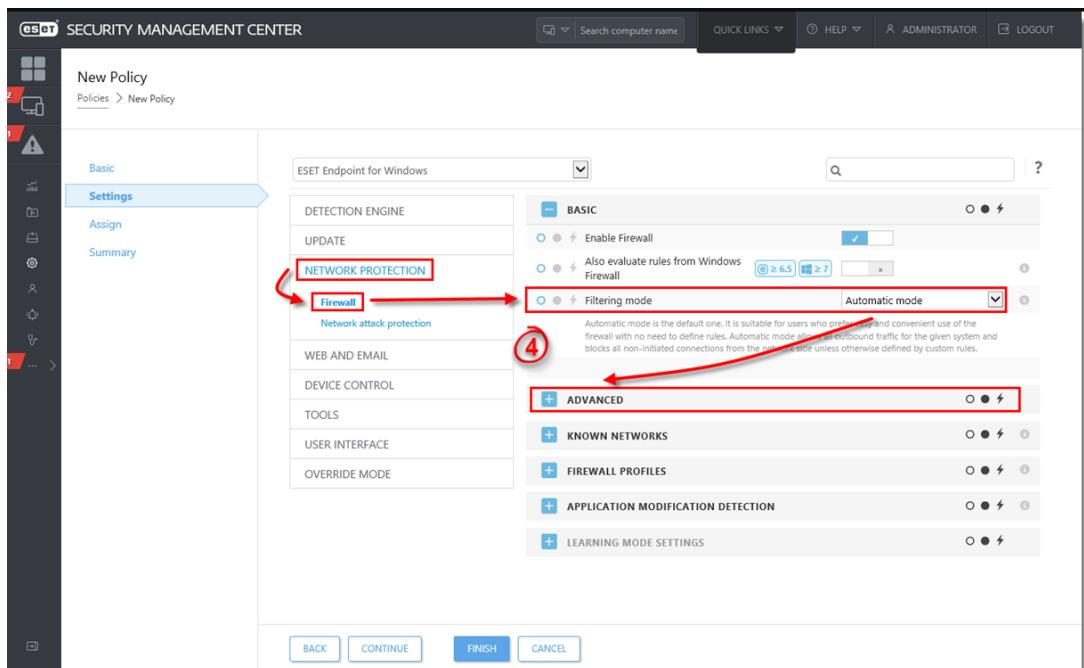 eset SECURITY MANAGEMENT CENTER
Search computer name
QUICK LINKS
HELP
ADMINISTRATOR
LOGOUT
New Policy
Policies > New Policy
Basic
Settings
Assign
Summary
ESET Endpoint for Windows
?
DETECTION ENGINE
UPDATE
NETWORK PROTECTION
Firewall
Network attack protection
WEB AND EMAIL
DEVICE CONTROL
TOOLS
USER INTERFACE
OVERRIDE MODE
BASIC
Enable Firewall
Also evaluate rules from Windows
Firewall
≥ 6.5
≥ 7
Filtering mode
Automatic mode
Automatic mode is the default one. It is suitable for users who prefer easy and convenient use of the
firewall with no need to define rules. Automatic mode allows all outbound traffic for the given system and
blocks all non-initiated connections from the network side unless otherwise defined by custom rules.
4
ADVANCED
KNOWN NETWORKS
FIREWALL PROFILES
APPLICATION MODIFICATION DETECTION
LEARNING MODE SETTINGS
BACK
CONTINUE
FINISH
CANCEL